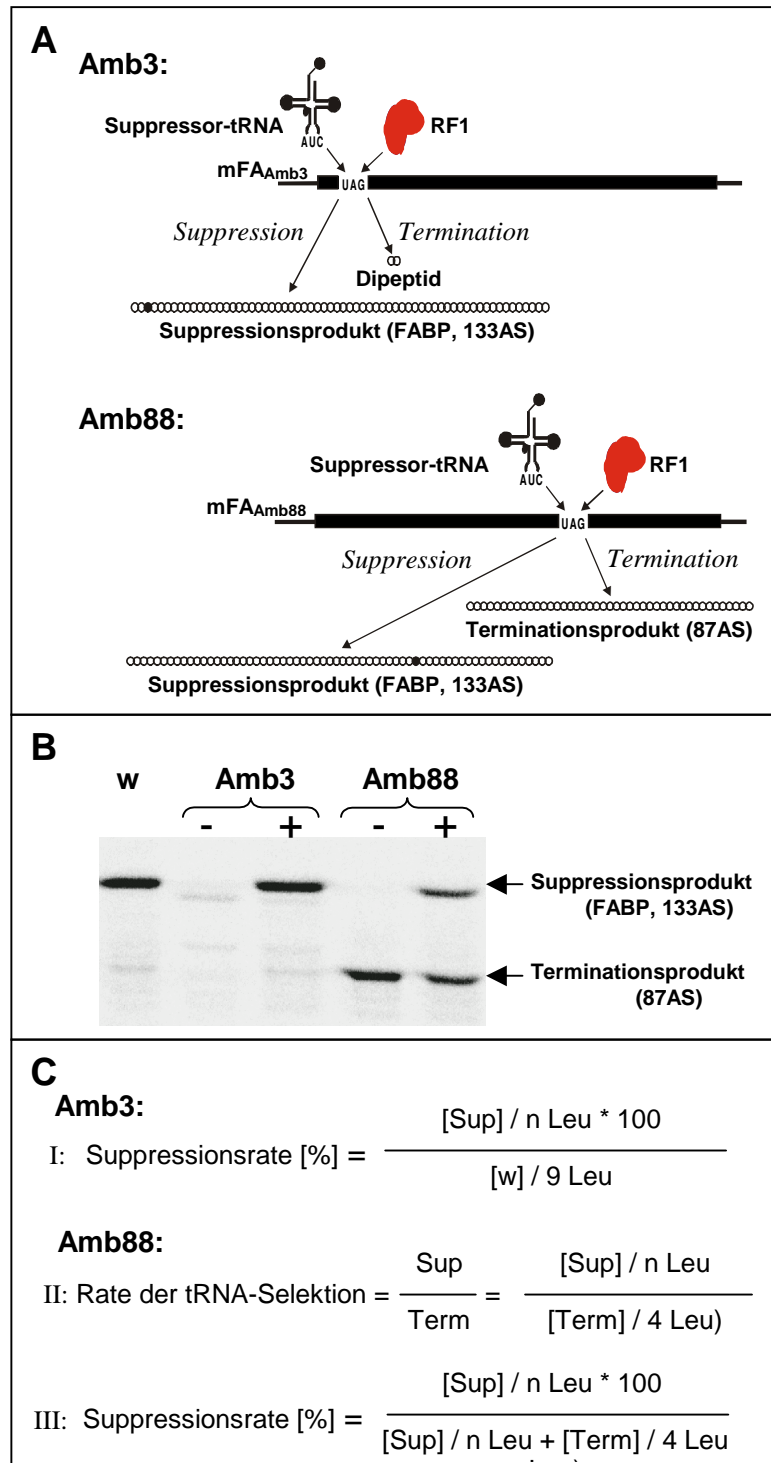 A
Amb3:
Suppressor-tRNA
RF1
AUC
mFAAmb3
UAG
Suppression
Termination
Dipeptid
Suppressionsprodukt (FABP, 133AS)
Amb88:
Suppressor-tRNA
RF1
AUC
mFAAmb88
UAG
Suppression
Termination
Terminationsprodukt (87AS)
Suppressionsprodukt (FABP, 133AS)
B
w Amb3 Amb88
- + - +
Suppressionsprodukt
(FABP, 133AS)
Terminationsprodukt
(87AS)
C
Amb3:
[Sup] / n Leu * 100
I: Suppressionsrate [%] =
[w] / 9 Leu
Amb88:
Sup [Sup] / n Leu
II: Rate der tRNA-Selektion = =
Term [Term] / 4 Leu)
[Sup] / n Leu * 100
III: Suppressionsrate [%] =
[Sup] / n Leu + [Term] / 4 Leu